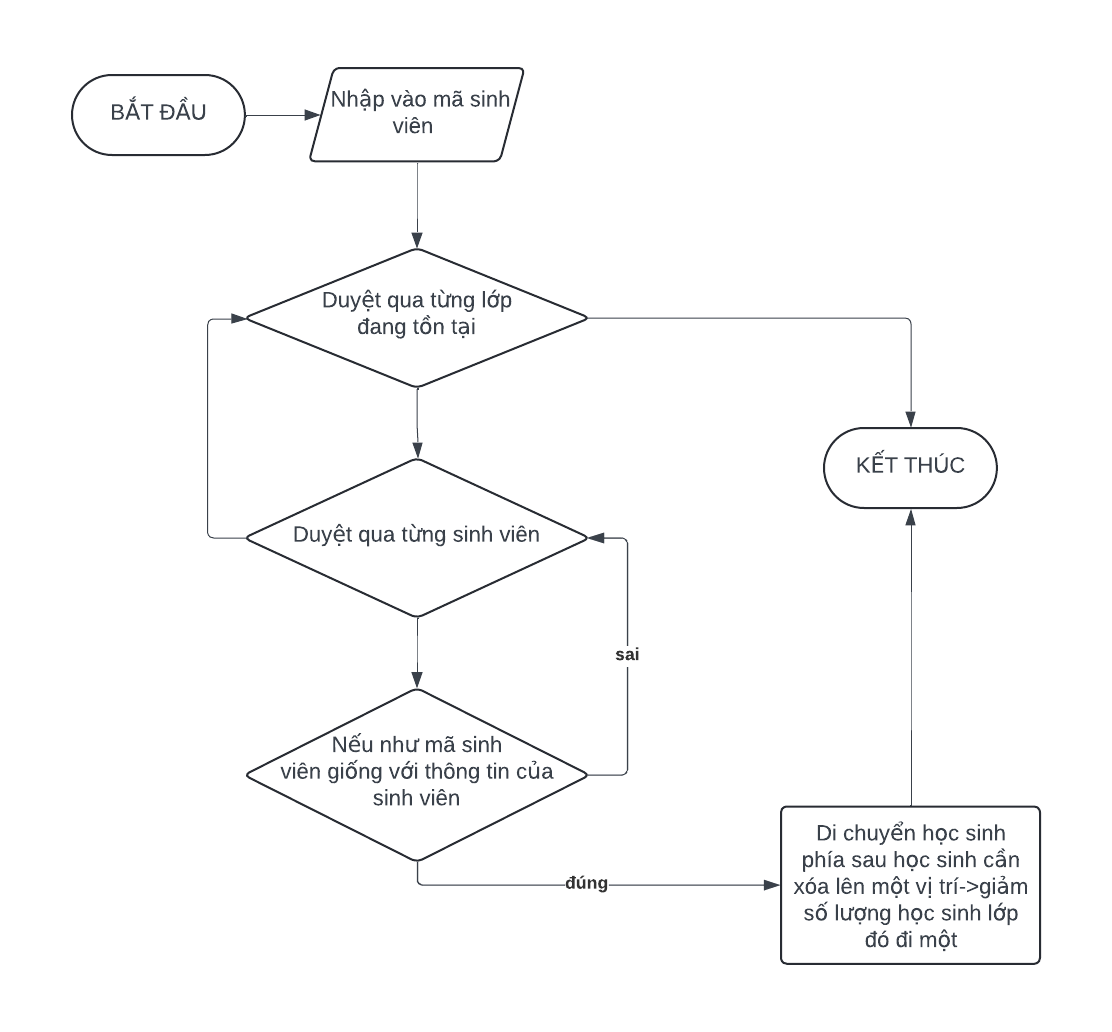 BẮT ĐẦU
Nhập vào mã sinh
viên
Duyệt qua từng lớp
đang tồn tại
KẾT THÚC
Duyệt qua từng sinh viên
sai
Nếu như mã sinh
viên giống với thông tin của
sinh viên
đúng
Di chuyển học sinh
phía sau học sinh cần
xóa lên một vị trí->giảm
số lượng học sinh lớp
đó đi một